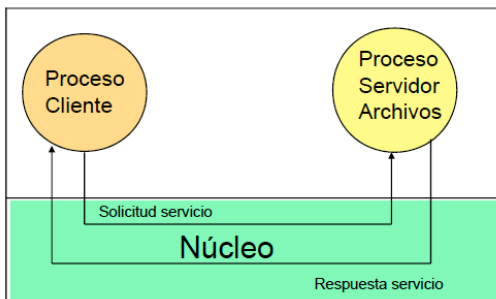 Proceso
Cliente
Proceso
Servidor
Archivos
Solicitud servicio
Núcleo
Respuesta servicio